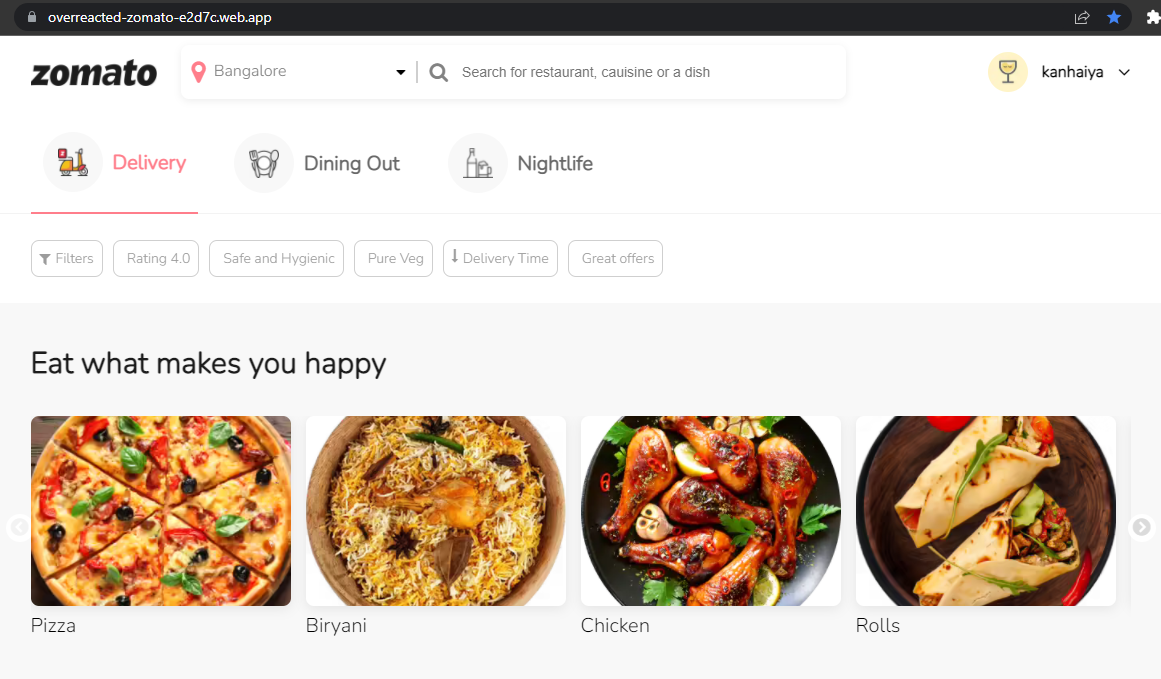 overreacted-zomato-e2d7c.web.app
zomato
Bangalore
Search for restaurant, cauisine or a dish
kanhaiya
Delivery
Dining Out
Nightlife
Filters
Rating 4.0
Safe and Hygienic
Pure Veg
Delivery Time
Great offers
Eat what makes you happy
Pizza
Biryani
Chicken
Rolls